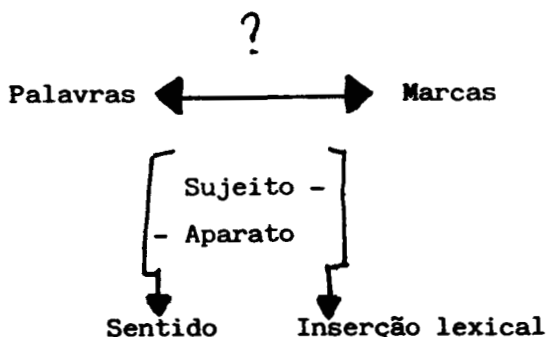 ?
Palavras Marcas
Sujeito -
- Aparato
Sentido Inserção lexical